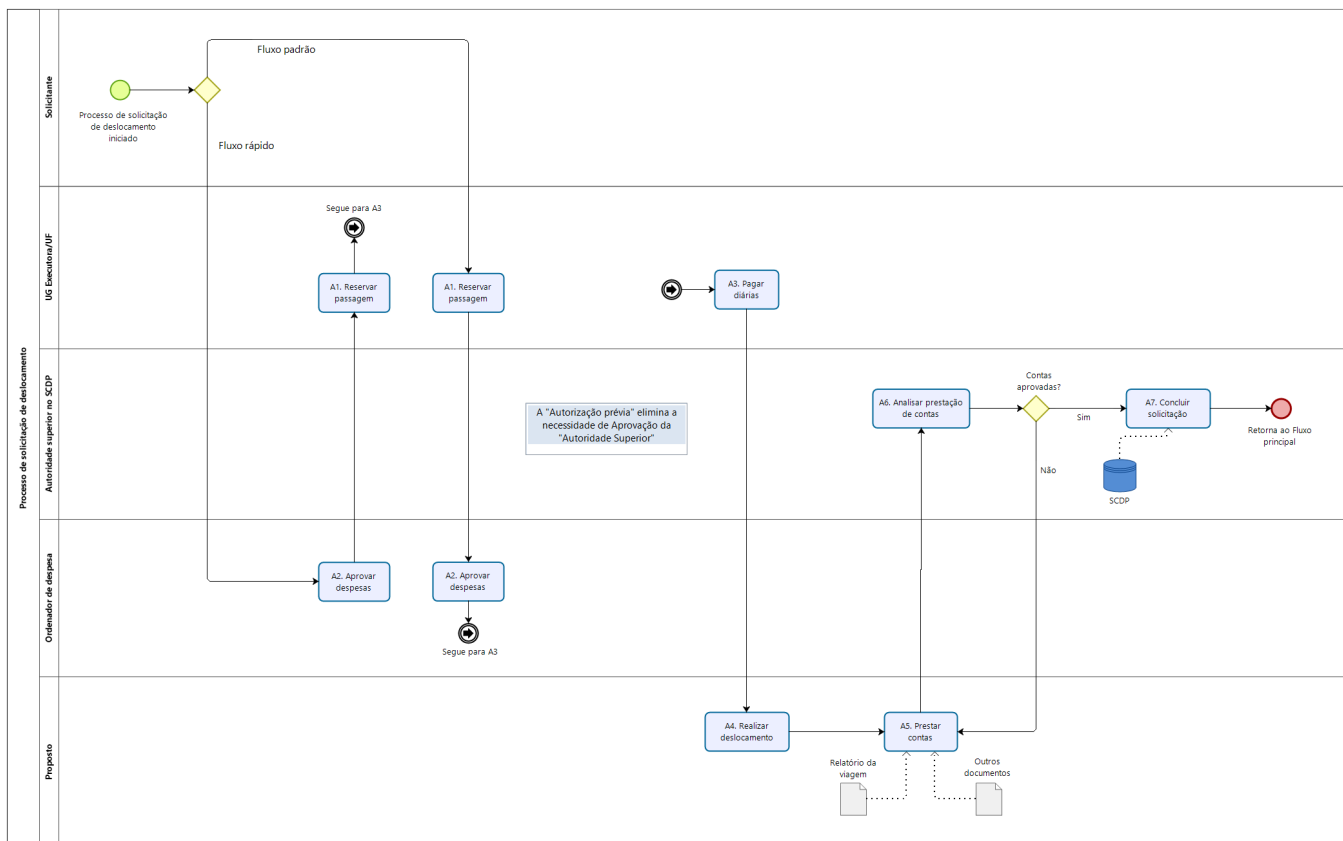 Processo de solicitação de deslocamento
Solicitante
Fluxo padrão
Processo de solicitação
de deslocamento
iniciado
Fluxo rápido
UG Executora/UF
Segue para A3
A1. Reservar
passagem
A1. Reservar
passagem
A3. Pagar
diárias
Autoridade superior no SCDP
A "Autorização prévia" elimina a
necessidade de Aprovação da
"Autoridade Superior"
A6. Analisar prestação
de contas
Contas
aprovadas?
Sim
Não
A7. Concluir
solicitação
Retorna ao Fluxo
principal
SCDP
Ordenador de despesa
A2. Aprovar
despesas
A2. Aprovar
despesas
Segue para A3
Proposto
A4. Realizar
deslocamento
A5. Prestar
contas
Relatório da
viagem
Outros
documentos